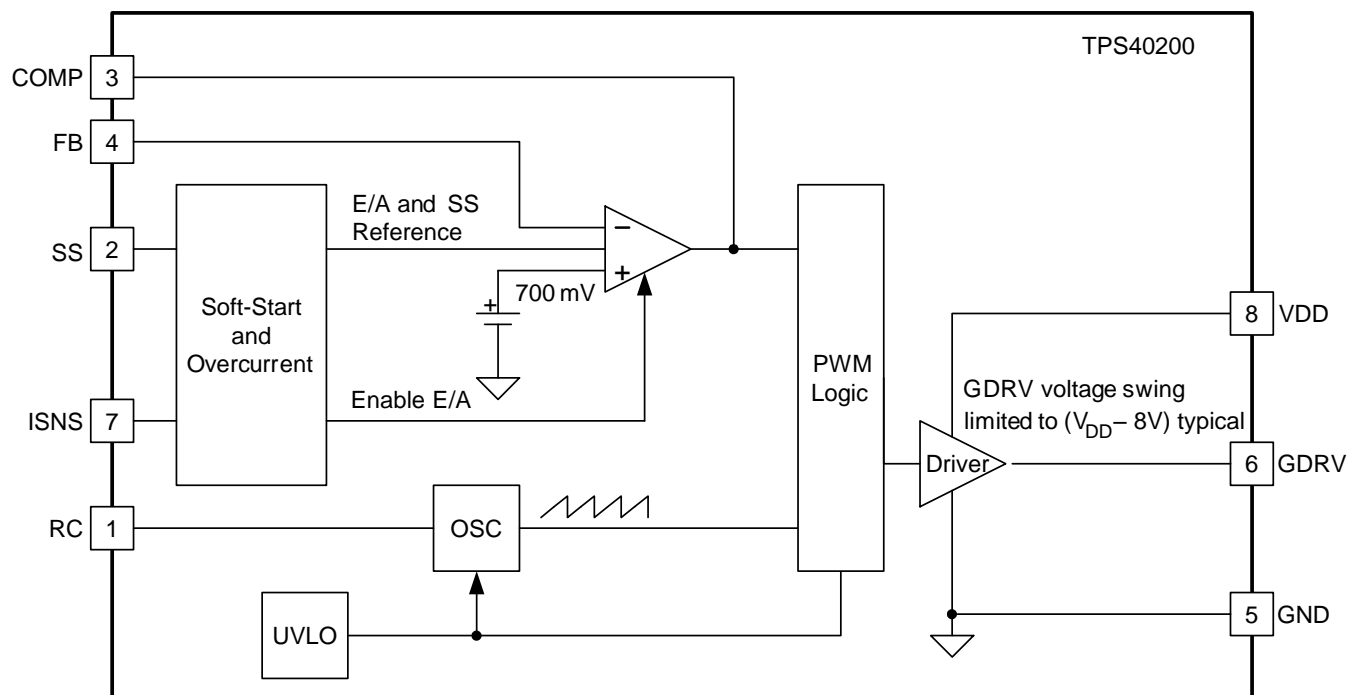 TPS40200
COMP
3
FB
4
SS
2
ISNS
7
RC
1
Soft-Start
and
Overcurrent
E/A and SS
Reference
−
+
+
700 mV
Enable E/A
OSC
UVLO
PWM
Logic
Driver
GDRV voltage swing
limited to (VDD – 8V) typical
8
VDD
6
GDRV
5
GND